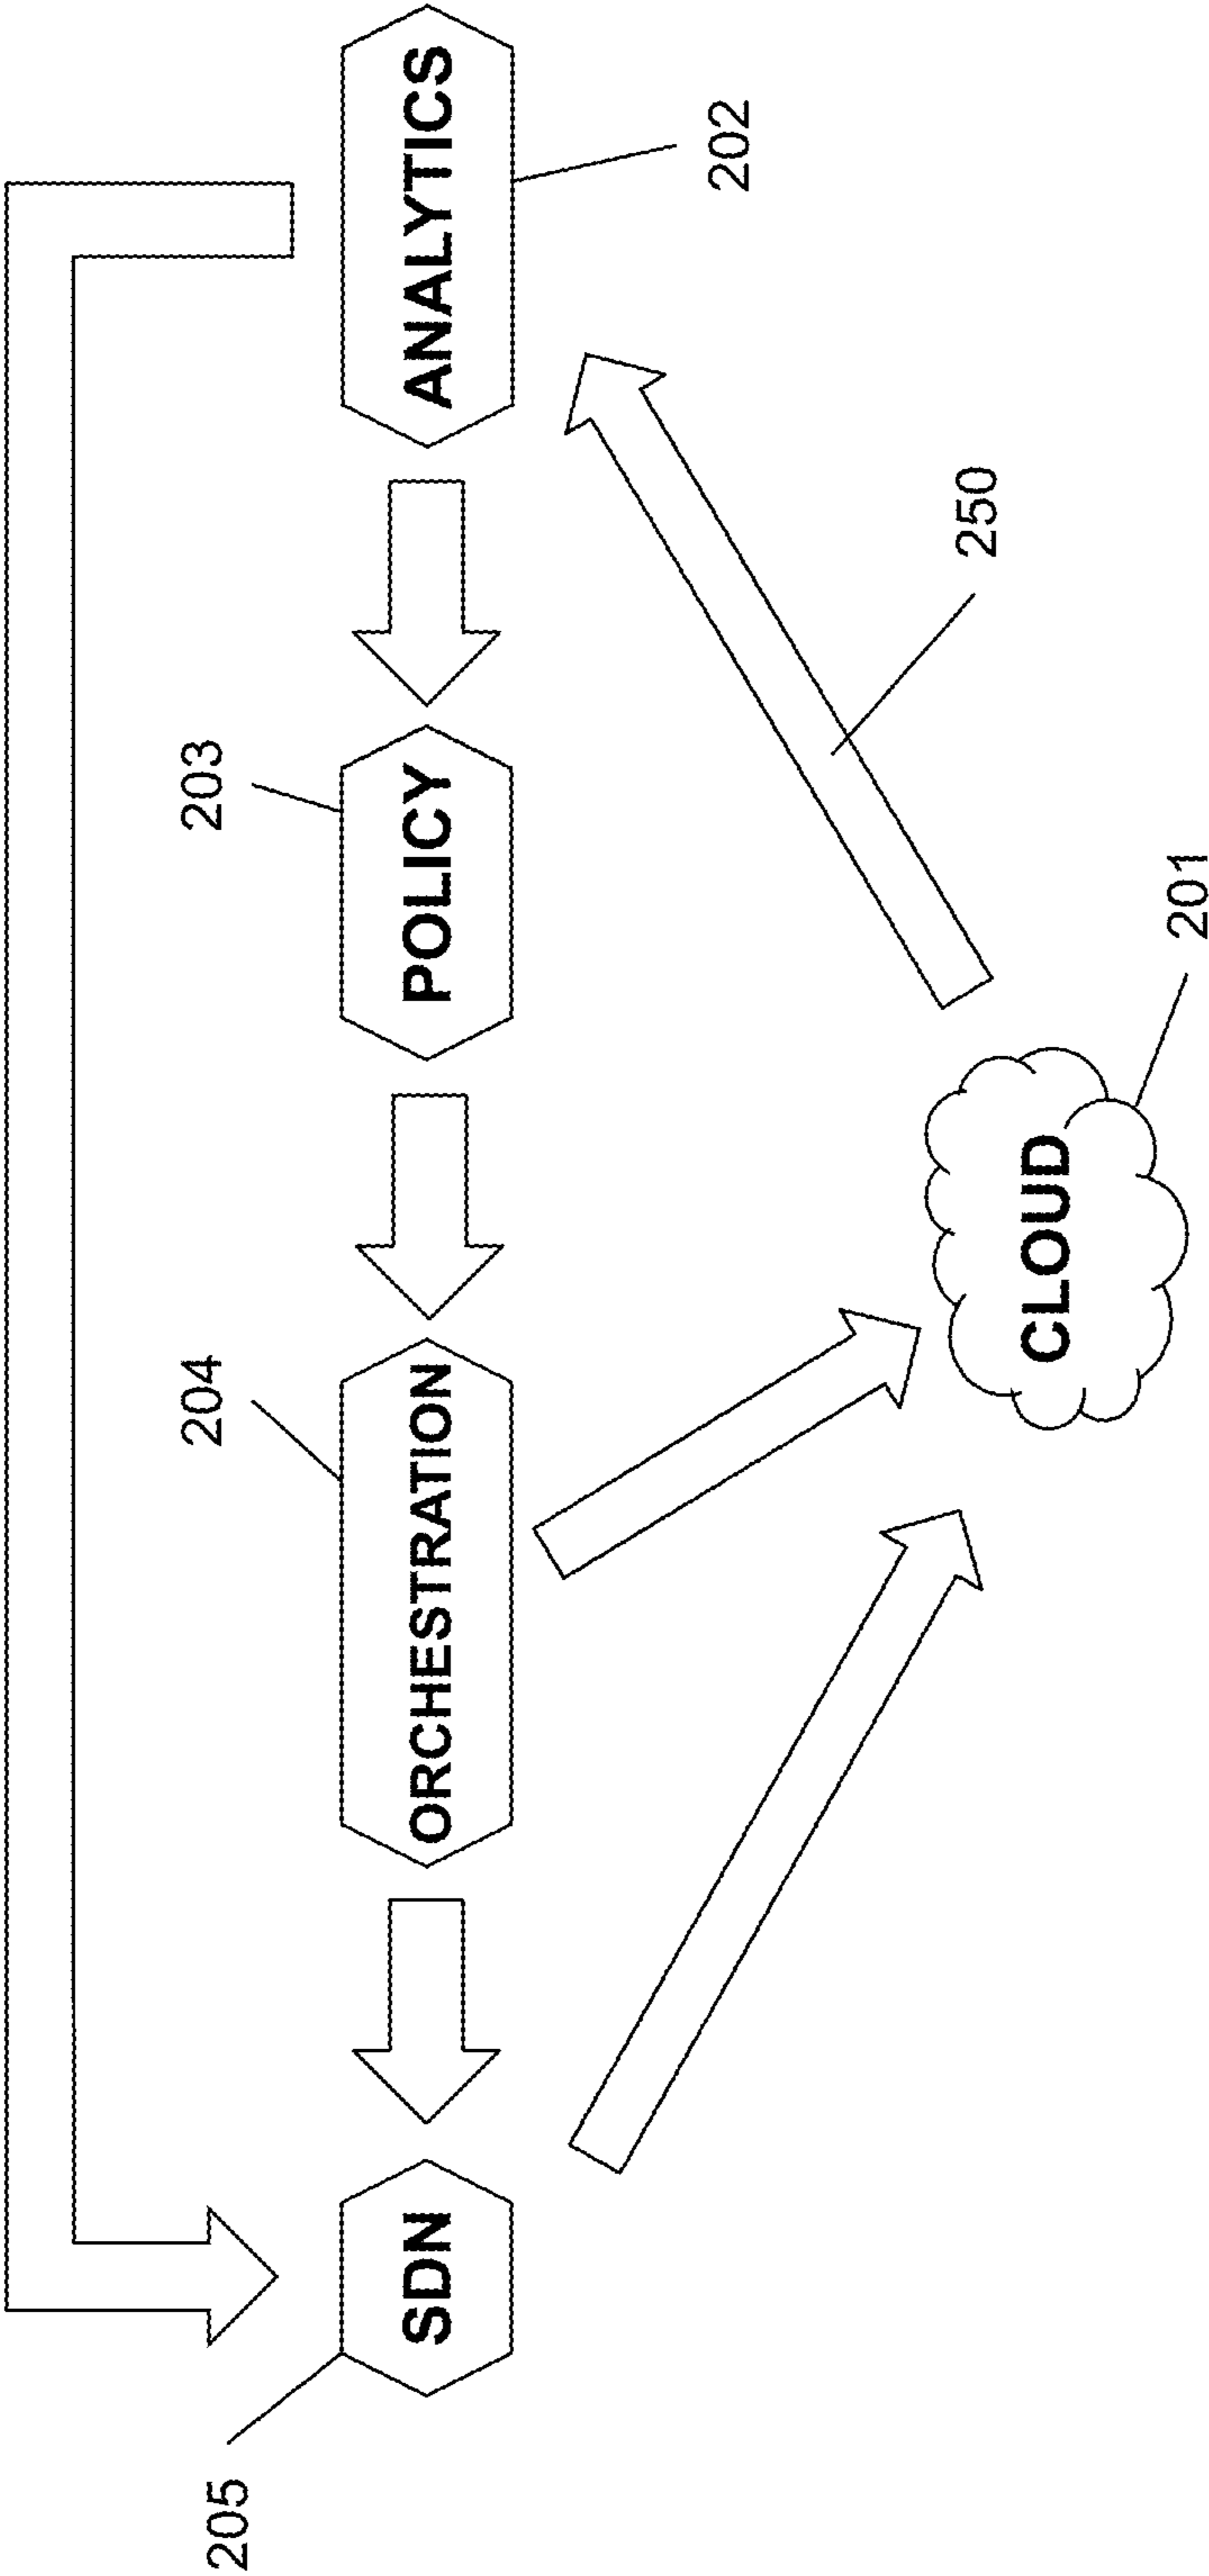 205
204
203
SDN
ORCHESTRATION
POLICY
ANALYTICS
202
250
CLOUD
201